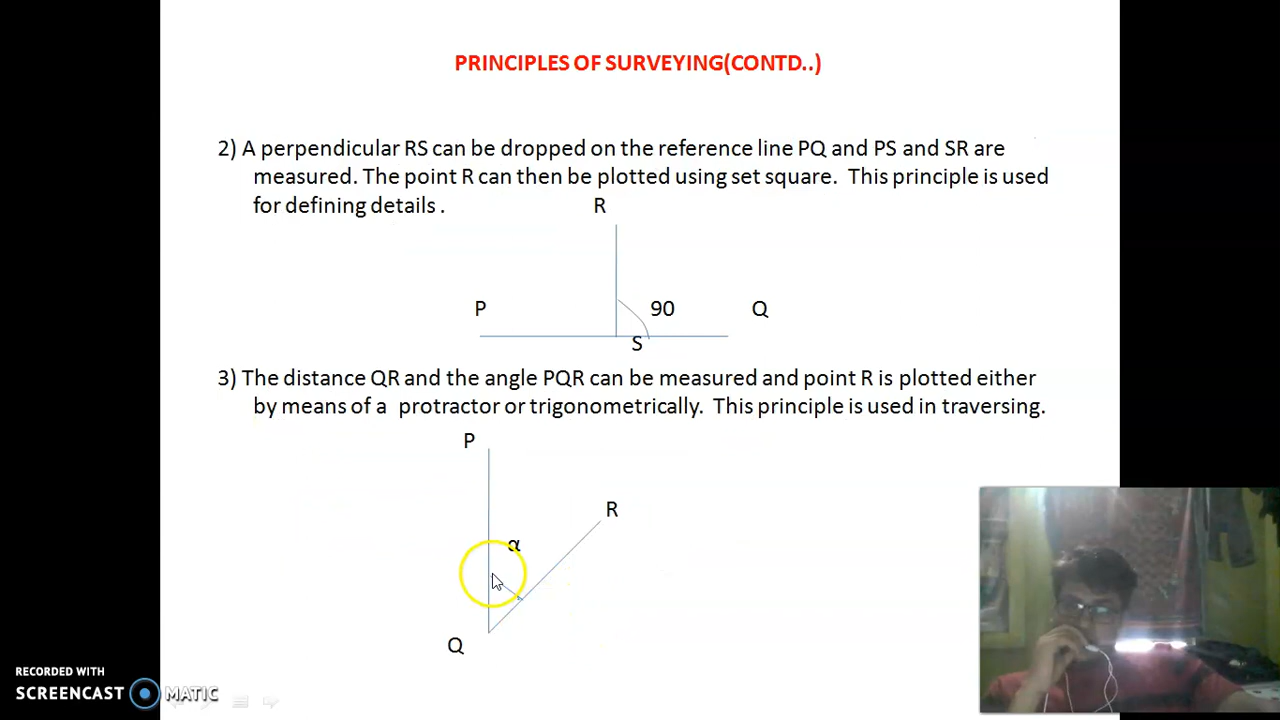 PRINCIPLES OF SURVEYING(CONTD..)
2) A perpendicular RS can be dropped on the reference line PQ and PS and SR are
measured. The point R can then be plotted using set square. This principle is used
for defining details .
R
P
90
Q
S
3) The distance QR and the angle PQR can be measured and point R is plotted either
by means of a protractor or trigonometrically. This principle is used in traversing.
P
R
α
Q
RECORDED WITH
SCREENCAST MATIC